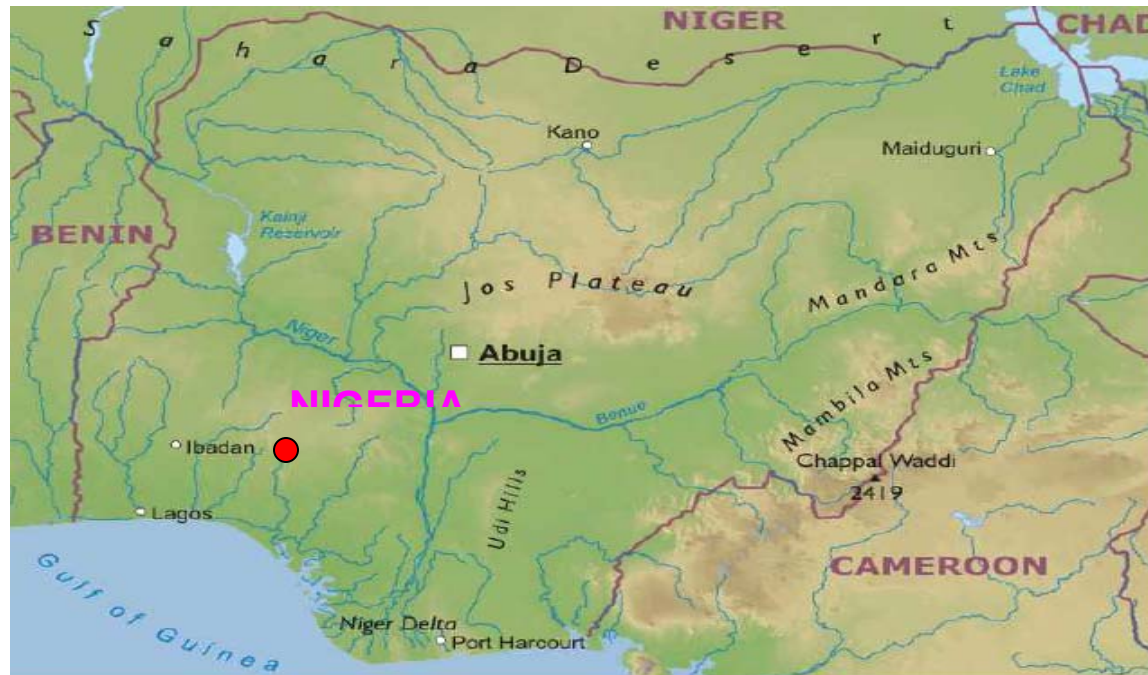 NIGER
CHAD
Sahara Desert
Lake
Chad
Kano
Maiduguri
Kainji
Reservoir
BENIN
Mandara Mts
Jos Plateau
Niger
Abuja
Mambila Mts
NIGERIA
Benue
Ibadan
Chappal Waddi
2419
Udi Hills
Lagos
CAMEROON
Gulf of Guinea
Niger Delta
Port Harcourt